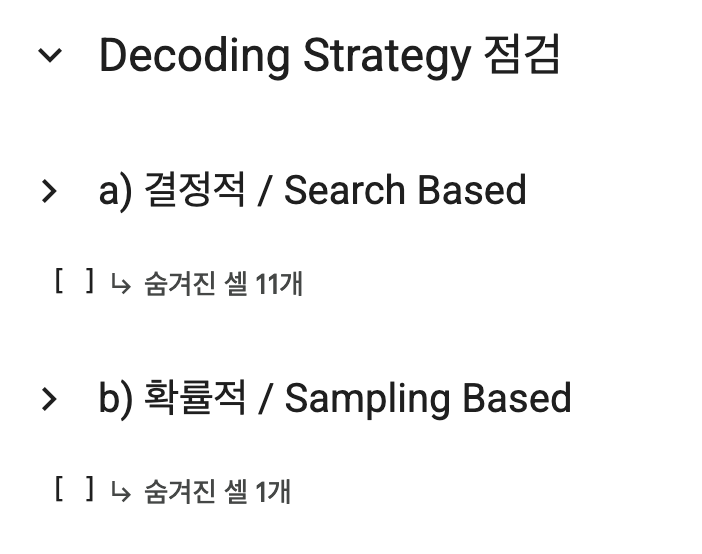 Decoding Strategy 점검
a) 결정적 / Search Based
[ ] ↳ 숨겨진 셀 11개
b) 확률적 / Sampling Based
[ ] ↳ 숨겨진 셀 1개